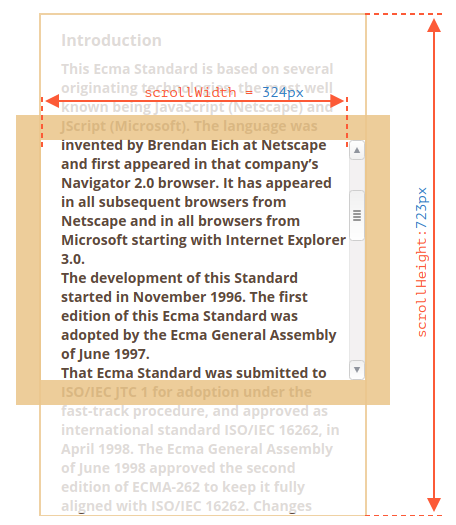 Introduction
This Ecma Standard is based on several
originating technologies, the most well
scrollWidth = 324px
known being JavaScript (Netscape) and
JScript (Microsoft). The language was
invented by Brendan Eich at Netscape
and first appeared in that company’s
Navigator 2.0 browser. It has appeared
in all subsequent browsers from
Netscape and in all browsers from
Microsoft starting with Internet Explorer
3.0.
The development of this Standard
started in November 1996. The first
edition of this Ecma Standard was
adopted by the Ecma General Assembly
of June 1997.
That Ecma Standard was submitted to
ISO/IEC JTC 1 for adoption under the
fast-track procedure, and approved as
international standard ISO/IEC 16262, in
April 1998. The Ecma General Assembly
of June 1998 approved the second
edition of ECMA-262 to keep it fully
aligned with ISO/IEC 16262. Changes
scrollHeight:723px